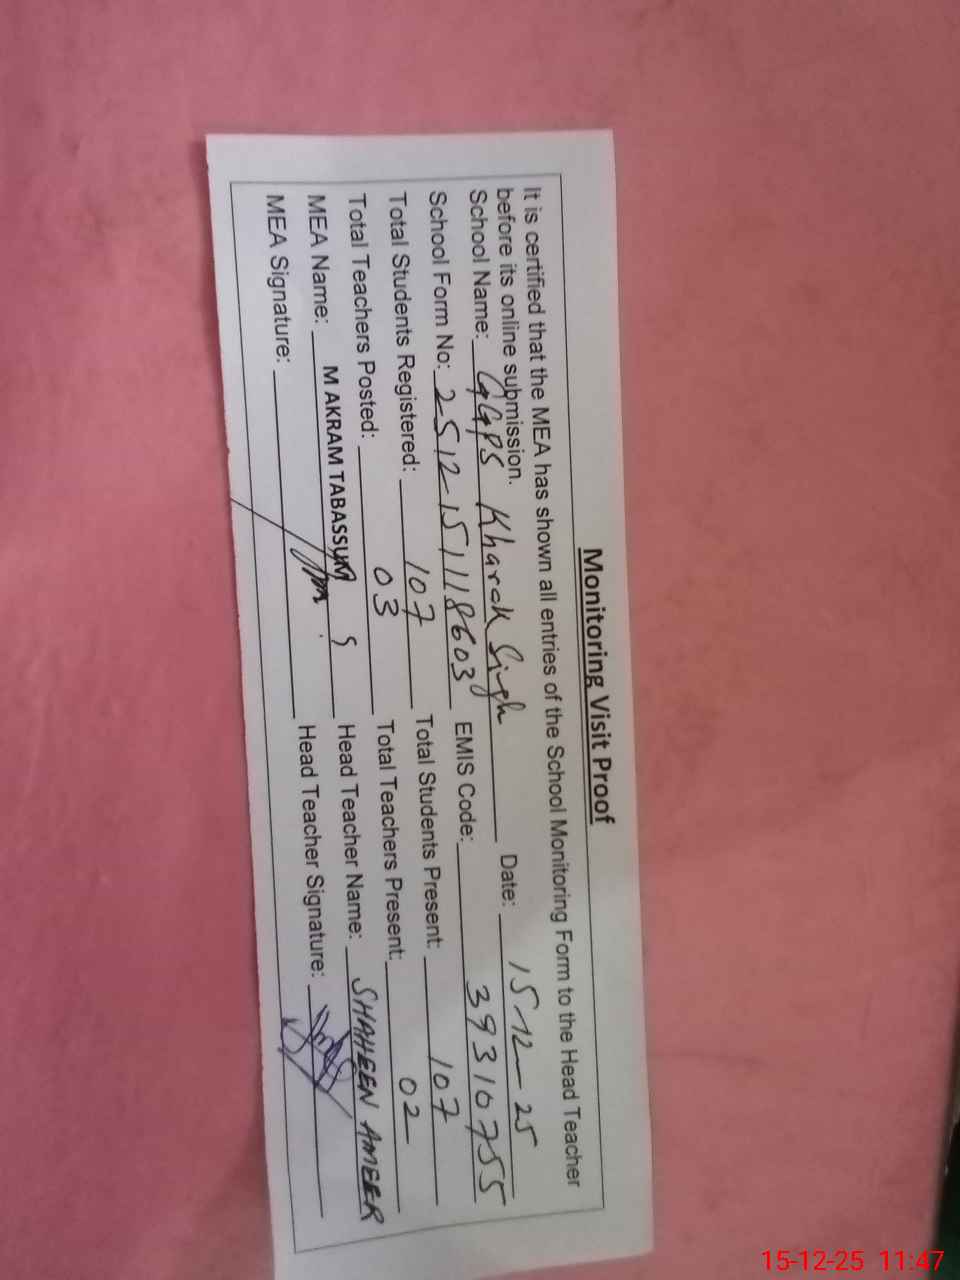 Monitoring Visit Proof
It is certified that the MEA has shown all entries of the School Monitoring Form to the Head Teacher
before its online submission.
School Name: GGPS Kharak Singh Date: 15-12-25
School Form No: 251215118603 EMIS Code: 39310755
Total Students Registered: 107 Total Students Present: 107
Total Teachers Posted: 03 Total Teachers Present: 02
MEA Name: M AKRAM TABASSUM Head Teacher Name: SHAHEEN AMEER
MEA Signature: Head Teacher Signature:
15-12-25 11:47